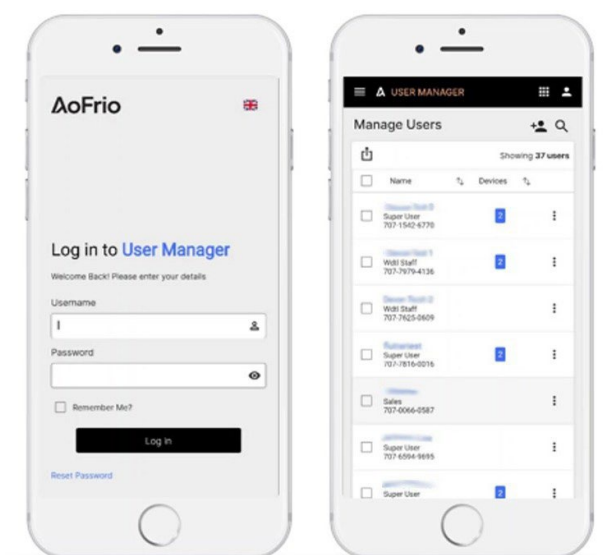 AoFrio
Log in to User Manager
Welcome Back! Please enter your details
Username
Password
Remember Me?
Log in
Reset Password
USER MANAGER
Manage Users
Showing 37 users
Name Devices
Super User 2
707-1542-6770
Wdtl Staff 2
707-7979-4136
Wdtl Staff
707-7625-0609
Super User 2
707-7816-0016
Sales
707-0066-0587
Super User
707-6594-9895
Super User 2